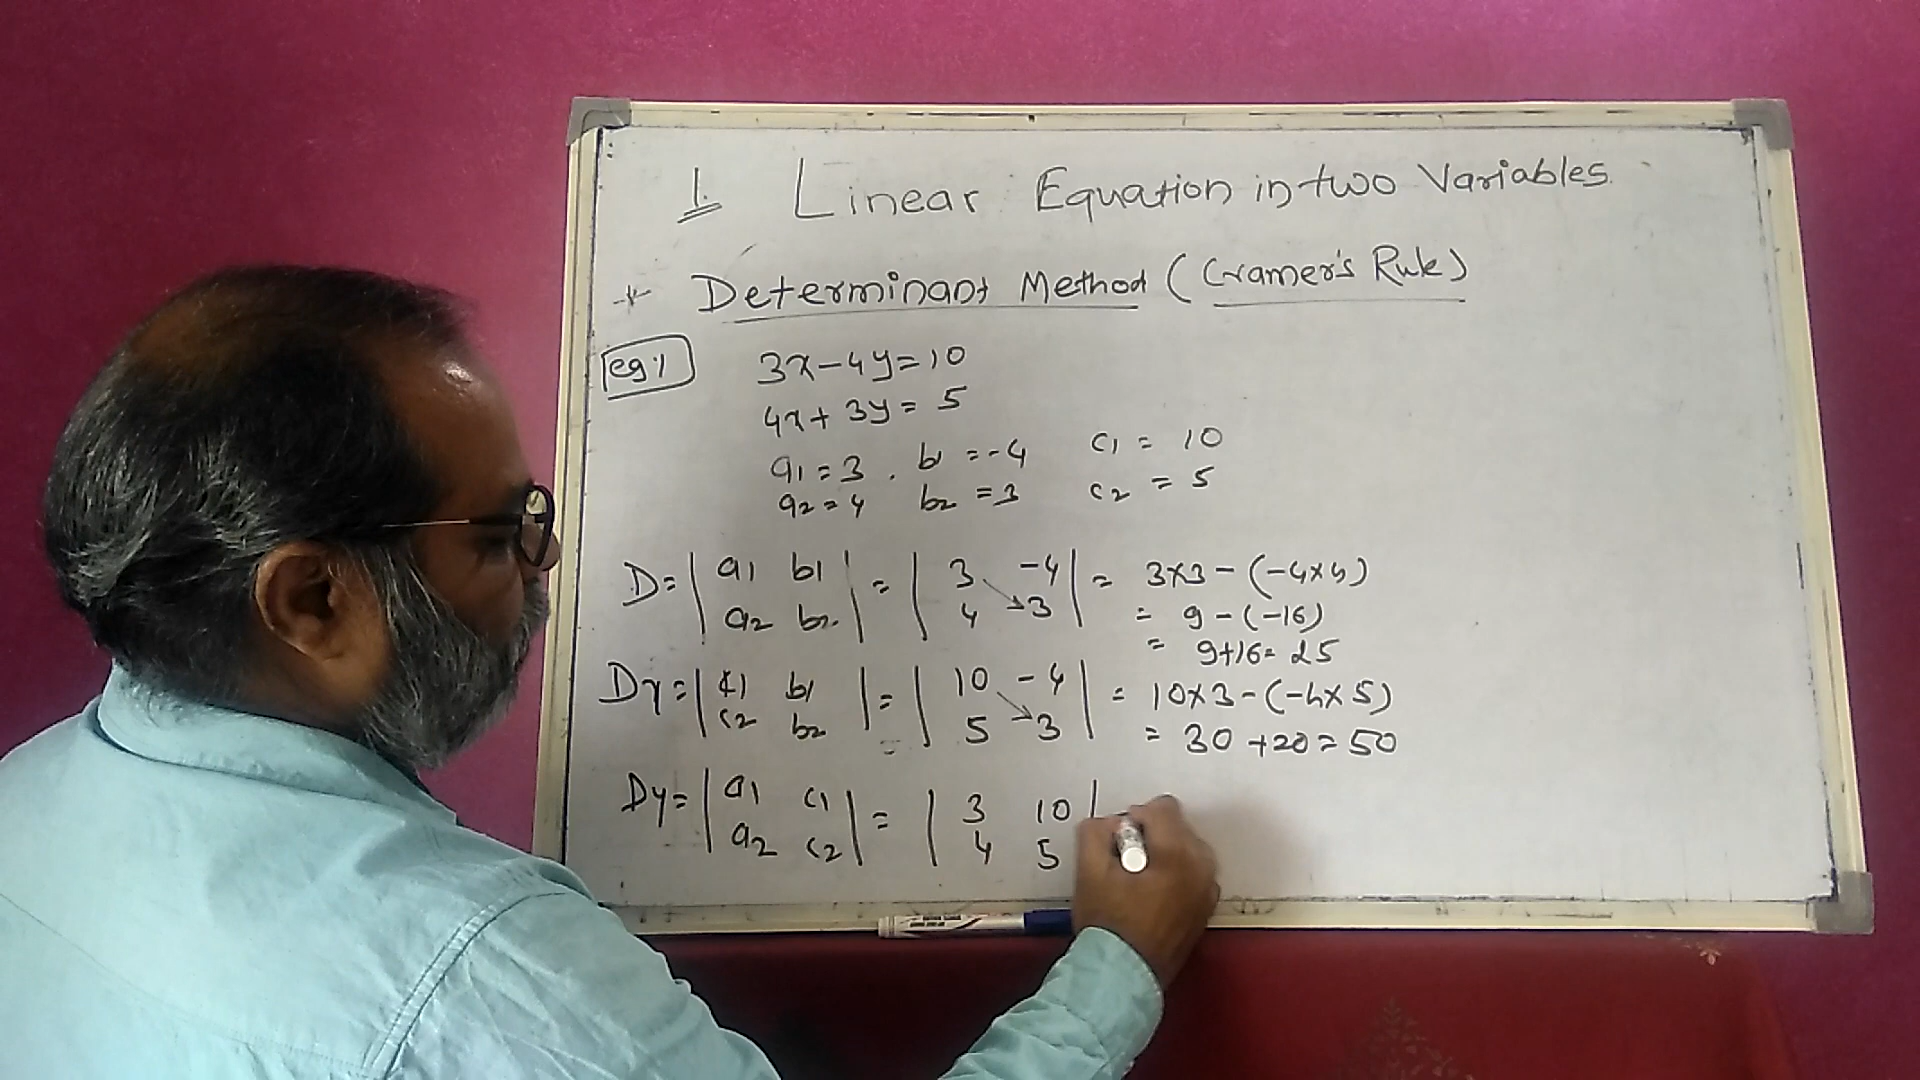 1. Linear Equation in two Variables.
* Determinant Method (Cramer's Rule)
eg:1 3x-4y=10
4x+3y=5
a1=3. b1=-4 c1=10
a2=4 b2=3 c2=5
D=|a1 b1|=|3 -4|=3x3-(-4x4)
|a2 b2| |4 3|=9-(-16)
=9+16=25
Dx=|c1 b1|=|10 -4|=10x3-(-4x5)
|c2 b2| |5 3|=30+20=50
Dy=|a1 c1|=|3 10|
|a2 c2| |4 5